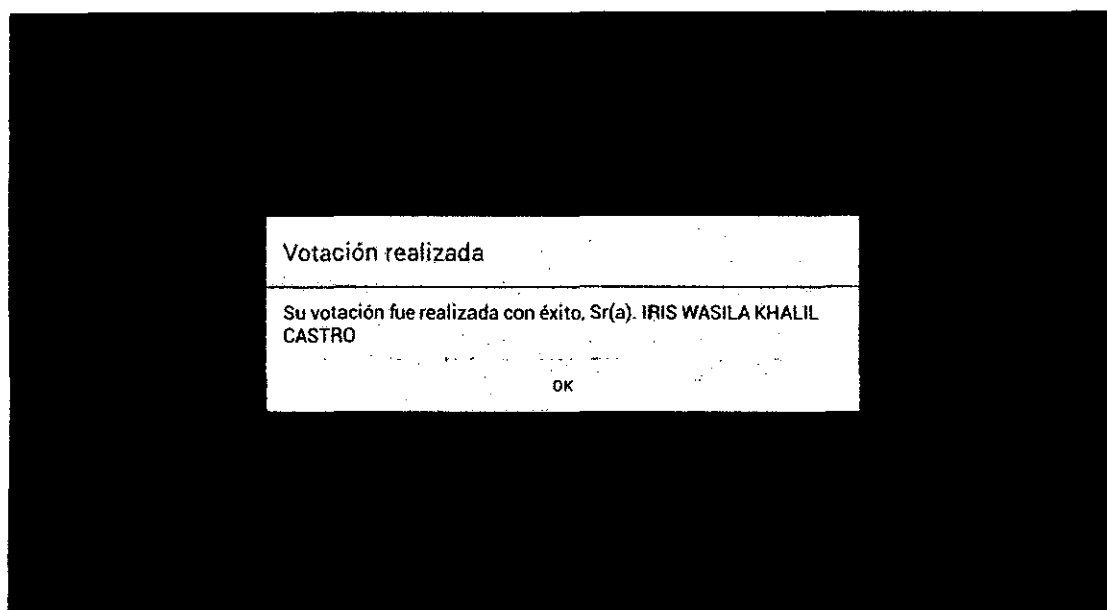 Votación realizada
Su votación fue realizada con éxito, Sr(a). IRIS WASILA KHALIL
CASTRO
OK